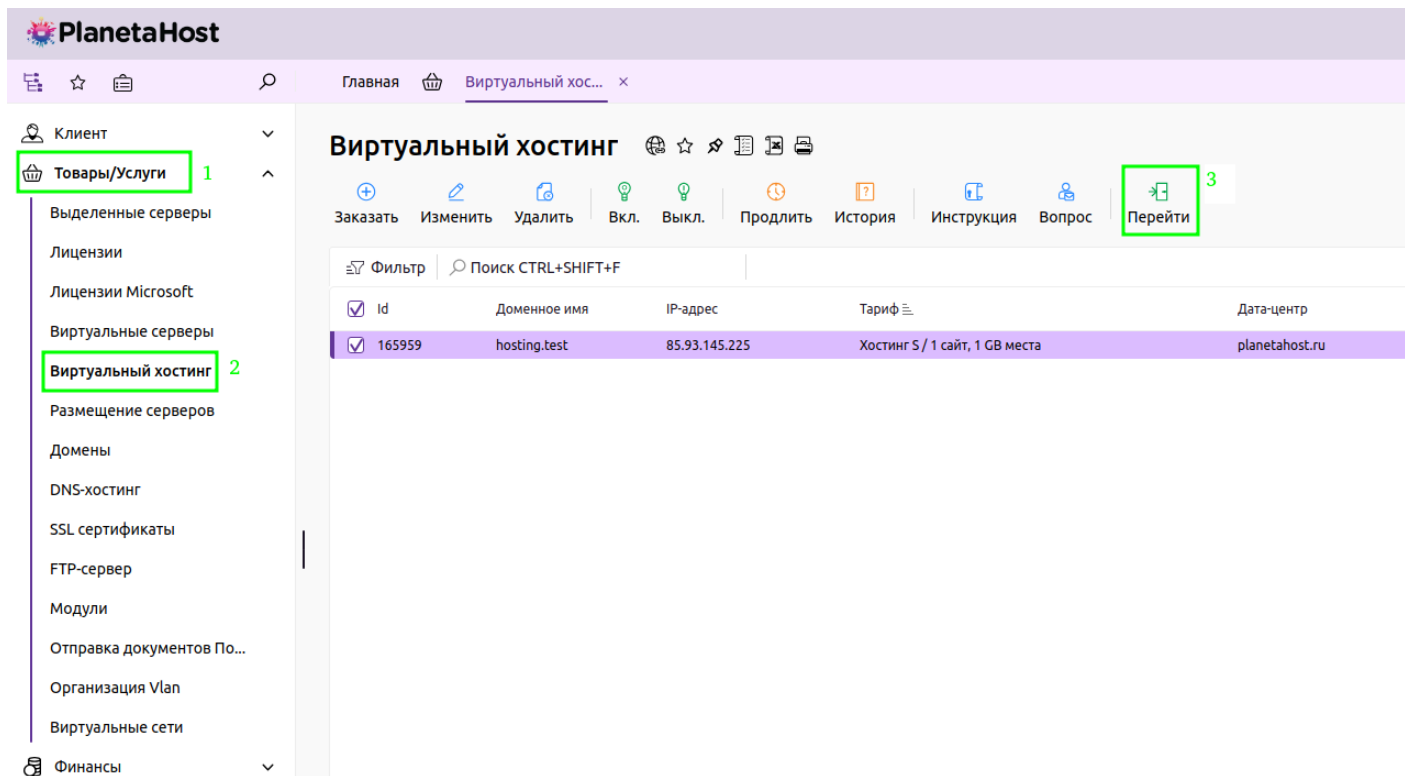 PlanetaHost
Главная
Виртуальный хос... ×
Клиент
Товары/Услуги 1
Выделенные серверы
Лицензии
Лицензии Microsoft
Виртуальные серверы
Виртуальный хостинг 2
Размещение серверов
Домены
DNS-хостинг
SSL сертификаты
FTP-сервер
Модули
Отправка документов По...
Организация Vlan
Виртуальные сети
Финансы
Виртуальный хостинг
3
Заказать Изменить Удалить Вкл. Выкл. Продлить История Инструкция Вопрос Перейти
Фильтр Поиск CTRL+SHIFT+F
Id Доменное имя IP-адрес Тариф Дата-центр
165959 hosting.test 85.93.145.225 Хостинг S / 1 сайт, 1 GB места planetahost.ru